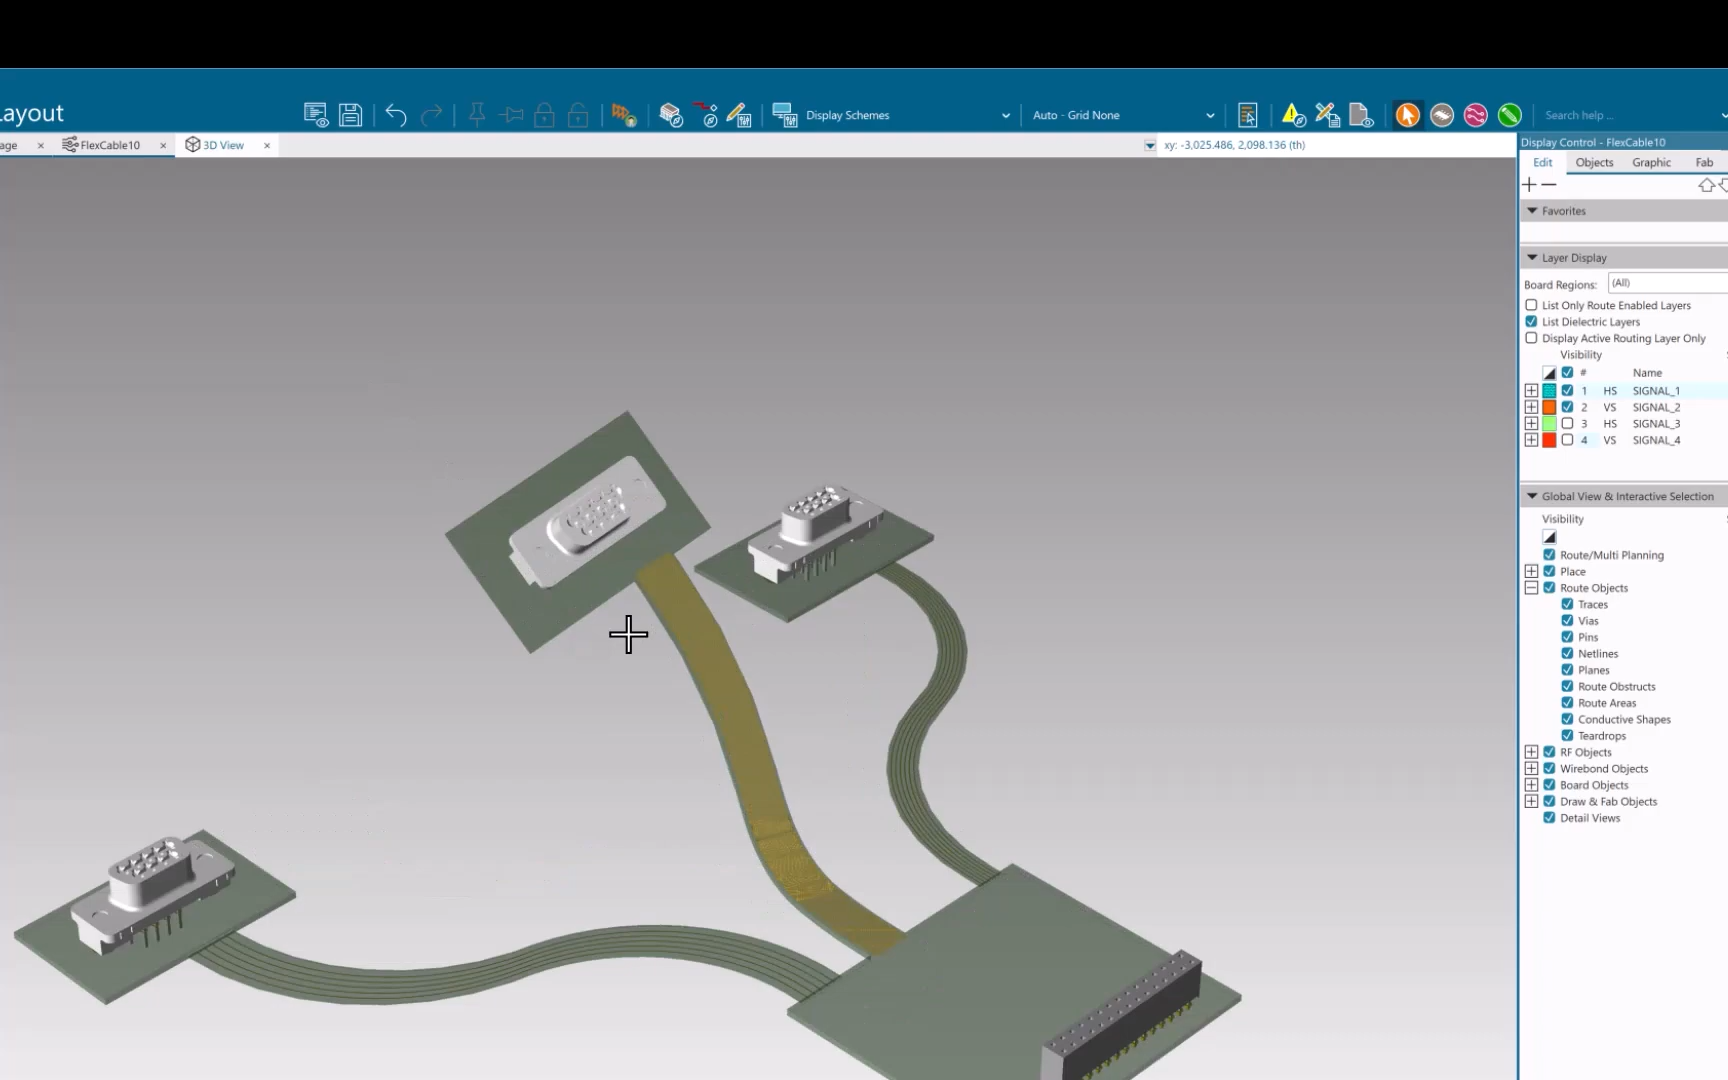 ayout
Display Schemes
Auto - Grid None
Search help ...
age
FlexCable10
3D View
xy: -3,025.486, 2,098.136 (th)
Display Control - FlexCable10
Edit Objects Graphic Fab
Favorites
Layer Display
Board Regions: (All)
List Only Route Enabled Layers
List Dielectric Layers
Display Active Routing Layer Only
Visibility
# Name
1 HS SIGNAL_1
2 VS SIGNAL_2
3 HS SIGNAL_3
4 VS SIGNAL_4
Global View & Interactive Selection
Visibility
Route/Multi Planning
Place
Route Objects
Traces
Vias
Pins
Netlines
Planes
Route Obstructs
Route Areas
Conductive Shapes
Teardrops
RF Objects
Wirebond Objects
Board Objects
Draw & Fab Objects
Detail Views